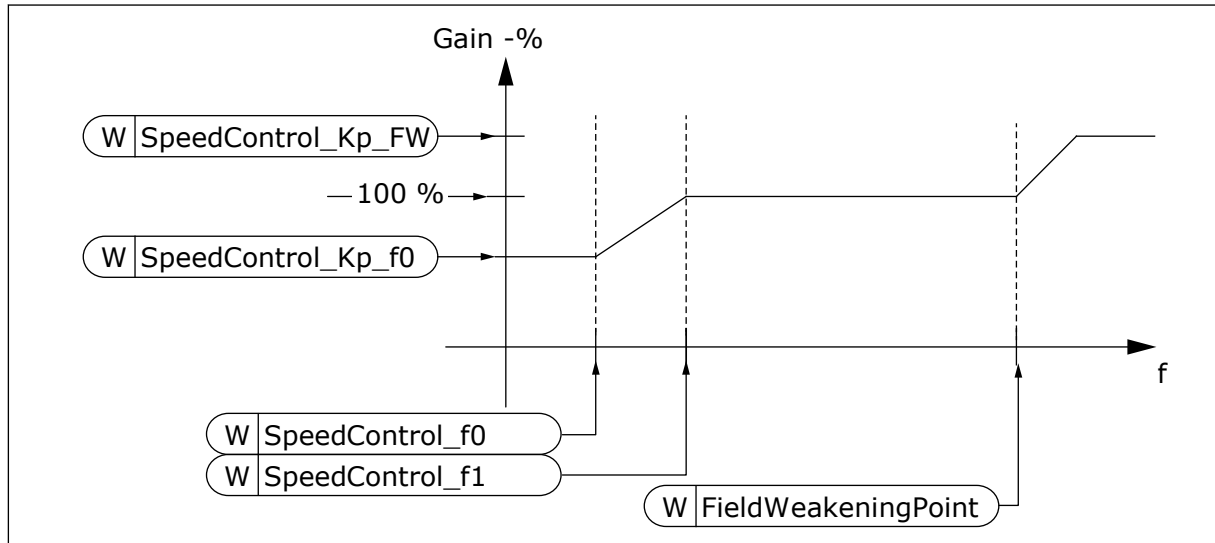 Gain -%
W SpeedControl_Kp_FW
100 %
W SpeedControl_Kp_f0
f
W SpeedControl_f0
W SpeedControl_f1
W FieldWeakeningPoint